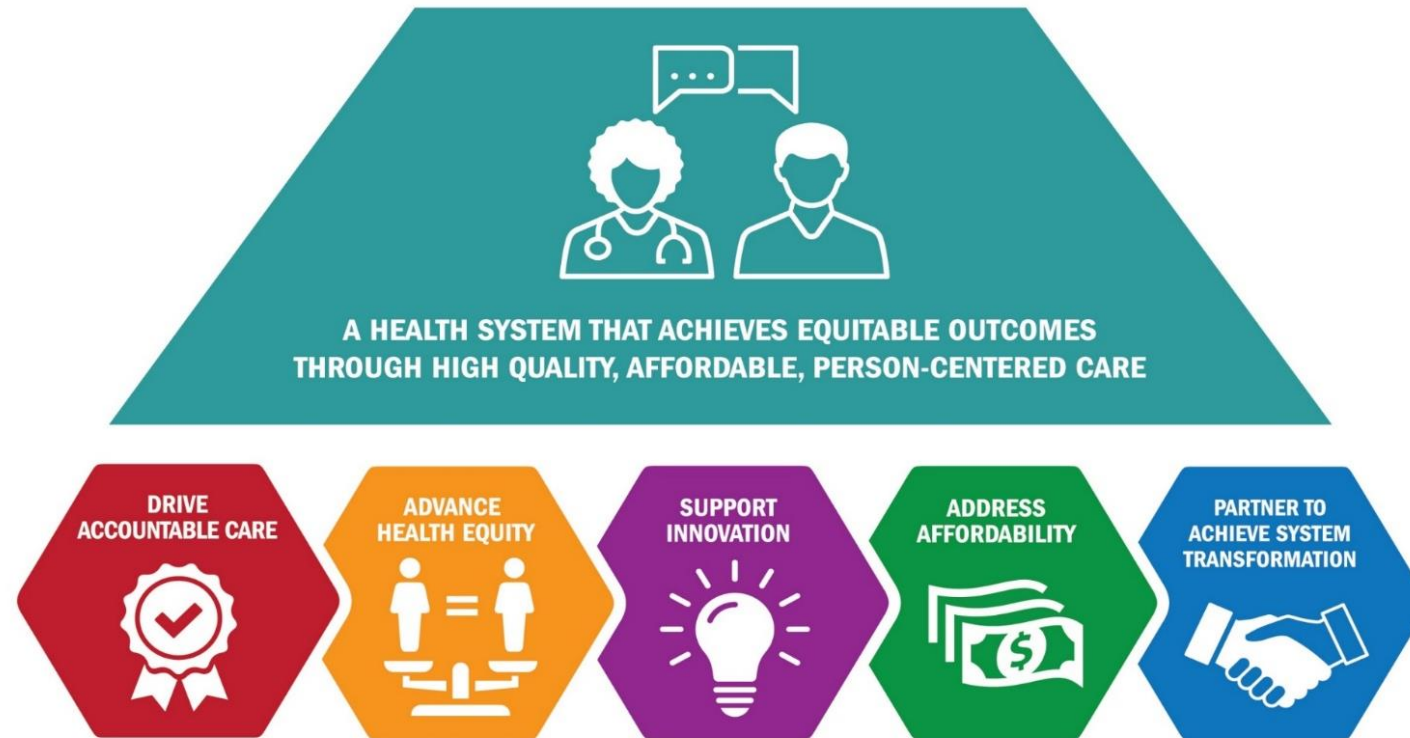 A HEALTH SYSTEM THAT ACHIEVES EQUITABLE OUTCOMES
THROUGH HIGH QUALITY, AFFORDABLE, PERSON-CENTERED CARE
DRIVE
ACCOUNTABLE CARE
ADVANCE
HEALTH EQUITY
=
SUPPORT
INNOVATION
ADDRESS
AFFORDABILITY
$
PARTNER TO
ACHIEVE SYSTEM
TRANSFORMATION